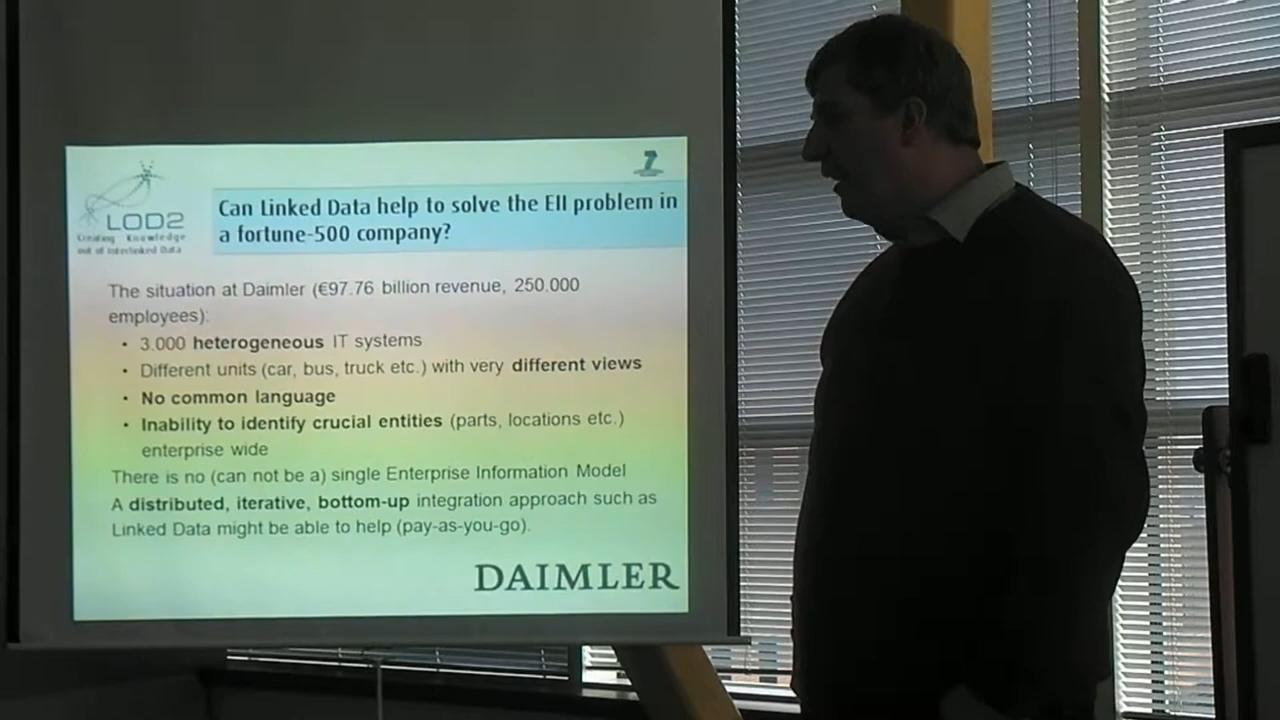 LOD2
Creating Knowledge
out of Interlinked Data
7
Can Linked Data help to solve the EII problem in
a fortune-500 company?
The situation at Daimler (€97.76 billion revenue, 250.000
employees):
• 3.000 heterogeneous IT systems
• Different units (car, bus, truck etc.) with very different views
• No common language
• Inability to identify crucial entities (parts, locations etc.)
enterprise wide
There is no (can not be a) single Enterprise Information Model
A distributed, iterative, bottom-up integration approach such as
Linked Data might be able to help (pay-as-you-go).
DAIMLER